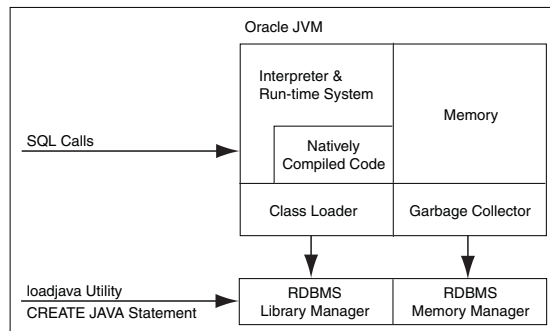 Oracle JVM
Interpreter &
Run-time System
Memory
Natively
Compiled Code
SQL Calls
Class Loader
Garbage Collector
loadjava Utility
CREATE JAVA Statement
RDBMS
Library Manager
RDBMS
Memory Manager